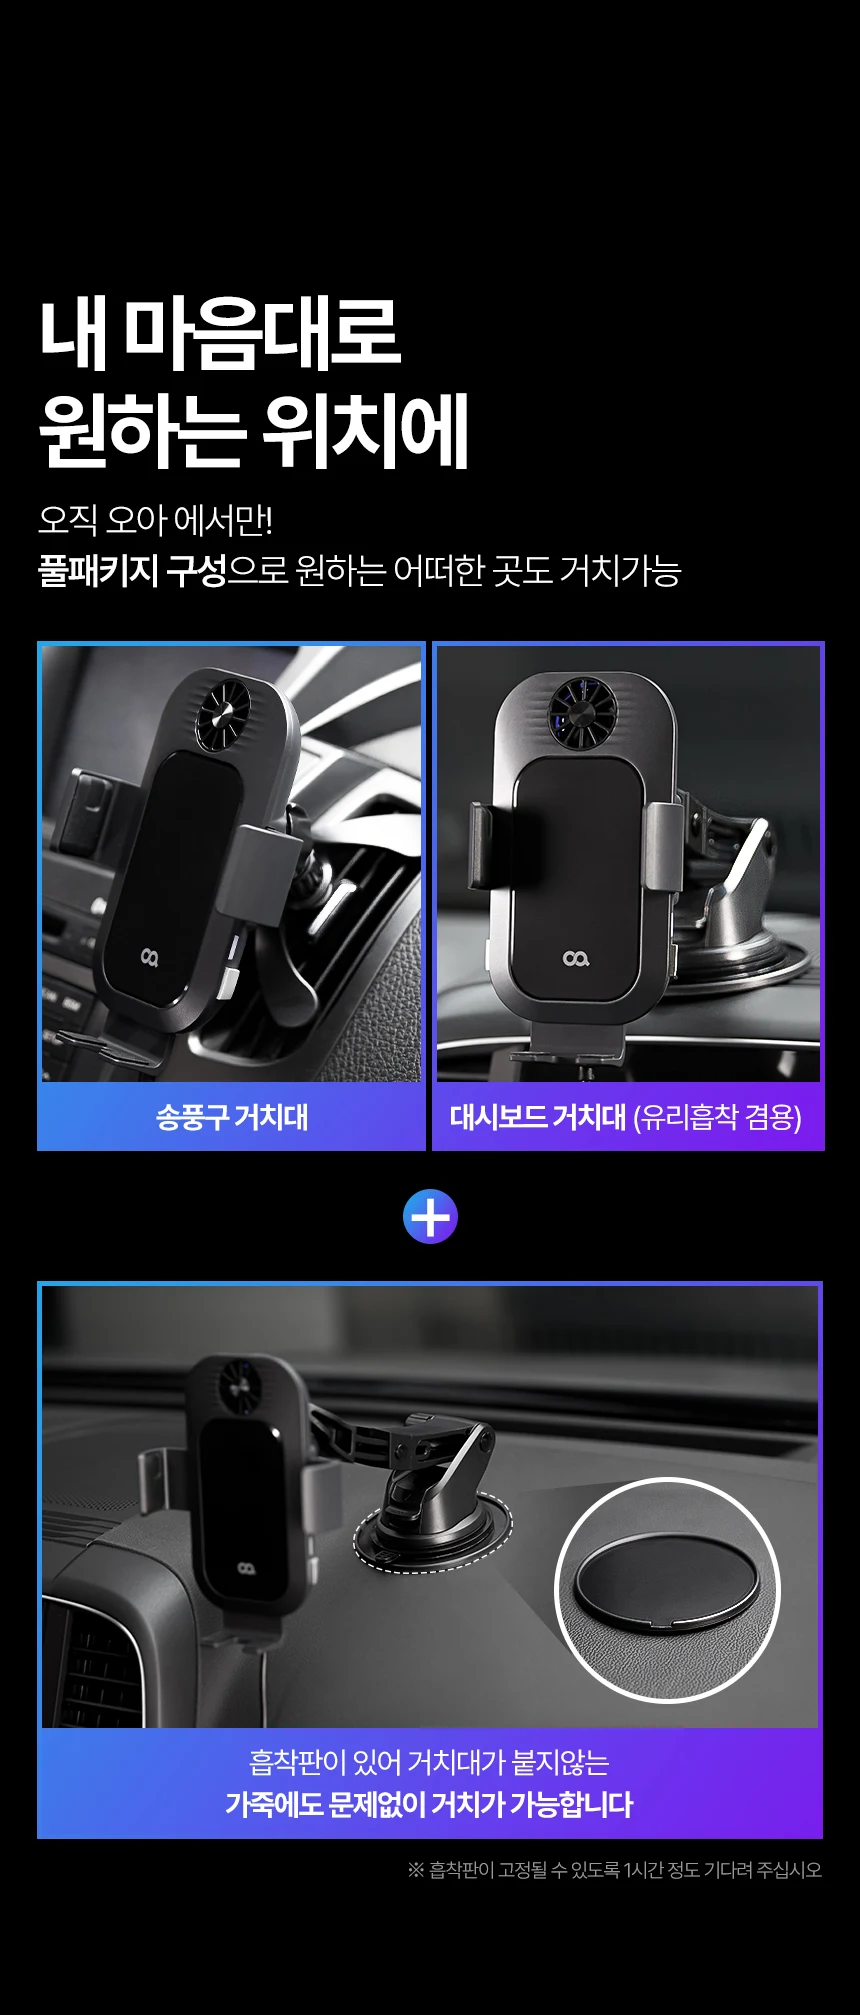 내 마음대로
원하는 위치에
오직 오아 에서만!
풀패키지 구성으로 원하는 어떠한 곳도 거치가능
송풍구 거치대
대시보드 거치대 (유리흡착 겸용)
흡착판이 있어 거치대가 붙지않는
가죽에도 문제없이 거치가 가능합니다
※ 흡착판이 고정될 수 있도록 1시간 정도 기다려 주십시오